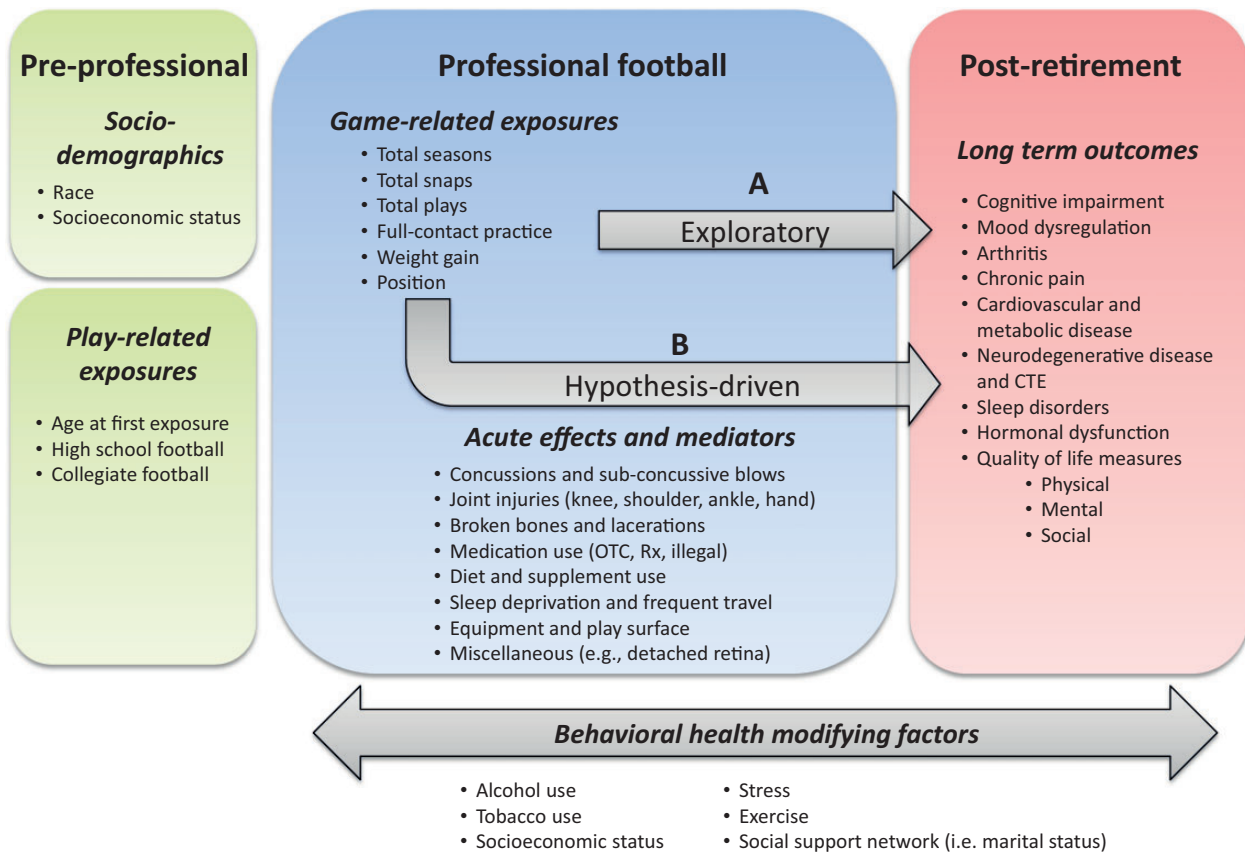 Pre-professional
Socio-
demographics
• Race
• Socioeconomic status
Play-related
exposures
• Age at first exposure
• High school football
• Collegiate football
Professional football
Game-related exposures
• Total seasons
• Total snaps
• Total plays
• Full-contact practice
• Weight gain
• Position
A
Exploratory
B
Hypothesis-driven
Acute effects and mediators
• Concussions and sub-concussive blows
• Joint injuries (knee, shoulder, ankle, hand)
• Broken bones and lacerations
• Medication use (OTC, Rx, illegal)
• Diet and supplement use
• Sleep deprivation and frequent travel
• Equipment and play surface
• Miscellaneous (e.g., detached retina)
Post-retirement
Long term outcomes
• Cognitive impairment
• Mood dysregulation
• Arthritis
• Chronic pain
• Cardiovascular and
metabolic disease
• Neurodegenerative disease
and CTE
• Sleep disorders
• Hormonal dysfunction
• Quality of life measures
• Physical
• Mental
• Social
Behavioral health modifying factors
• Alcohol use
• Tobacco use
• Socioeconomic status
• Stress
• Exercise
• Social support network (i.e. marital status)